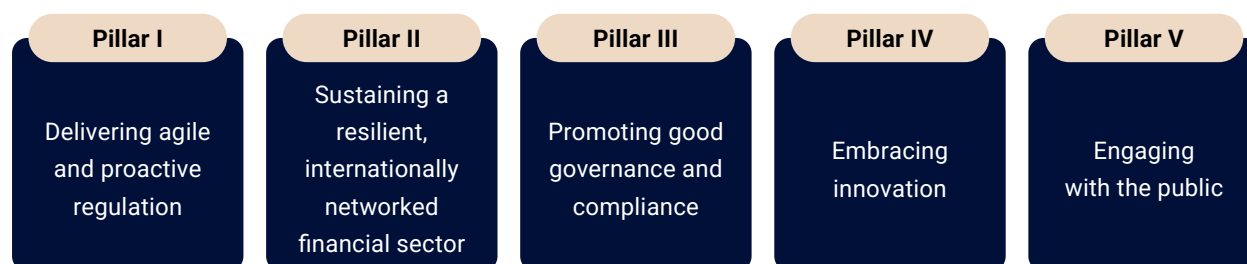 Pillar I
Delivering agile
and proactive
regulation
Pillar II
Sustaining a
resilient,
internationally
networked
financial sector
Pillar III
Promoting good
governance and
compliance
Pillar IV
Embracing
innovation
Pillar V
Engaging
with the public